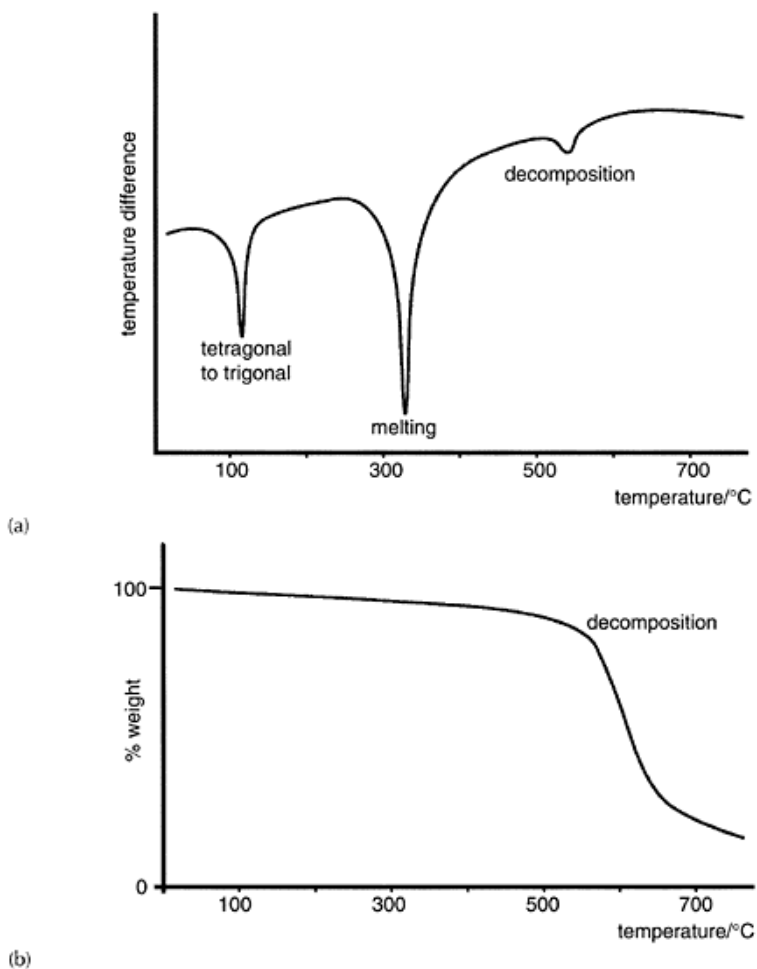 temperature difference
tetragonal
to trigonal
melting
decomposition
100
300
500
700
temperature/°C
(a)
100
% weight
0
decomposition
100
300
500
700
temperature/°C
(b)